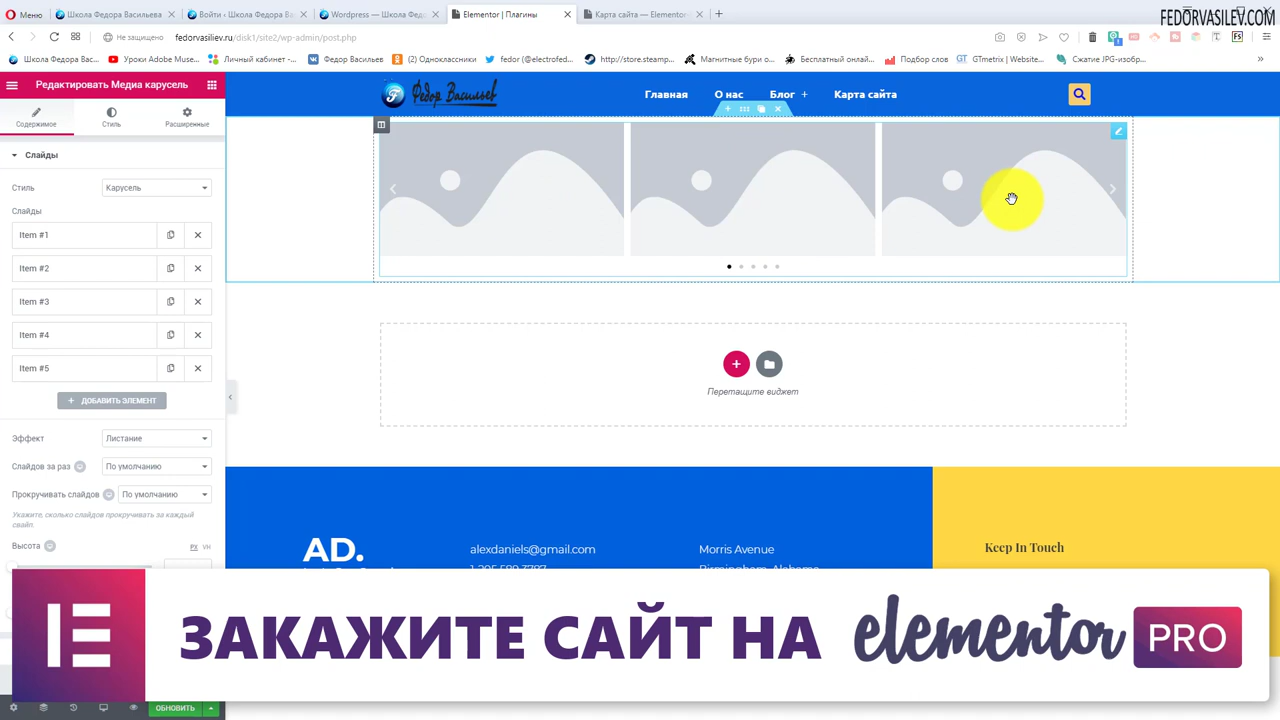 Меню
Школа Федора Васильева
Войти ‹ Школа Федора Ва
Wordpress — Школа Федо
Elementor | Плагины
Карта сайта — Elementor
FEDORVASILEV.COM
Не защищено
fedorvasiliev.ru/disk1/site2/wp-admin/post.php
Школа Федора Вас...
Уроки Adobe Muse...
Личный кабинет -...
Федор Васильев
(2) Одноклассники
fedor (@electrofed...
http://store.steamp...
Магнитные бури о...
Бесплатный онлай...
Подбор слов
GTmetrix | Website...
Сжатие JPG-изобр...
Редактировать Медиа карусель
Федор Васильев
Главная
О нас
Блог +
Карта сайта
Содержимое
Стиль
Расширенные
Слайды
Стиль
Карусель
Слайды
Item #1
Item #2
Item #3
Item #4
Item #5
+ ДОБАВИТЬ ЭЛЕМЕНТ
Перетащите виджет
Эффект
Листание
Слайдов за раз
По умолчанию
Прокручивать слайдов
По умолчанию
Укажите, сколько слайдов прокручивать за каждый
свайп.
Высота
PX
VH
AD.
alexdaniels@gmail.com
Morris Avenue
Keep In Touch
ЗАКАЖИТЕ САЙТ НА elementor PRO
ОБНОВИТЬ